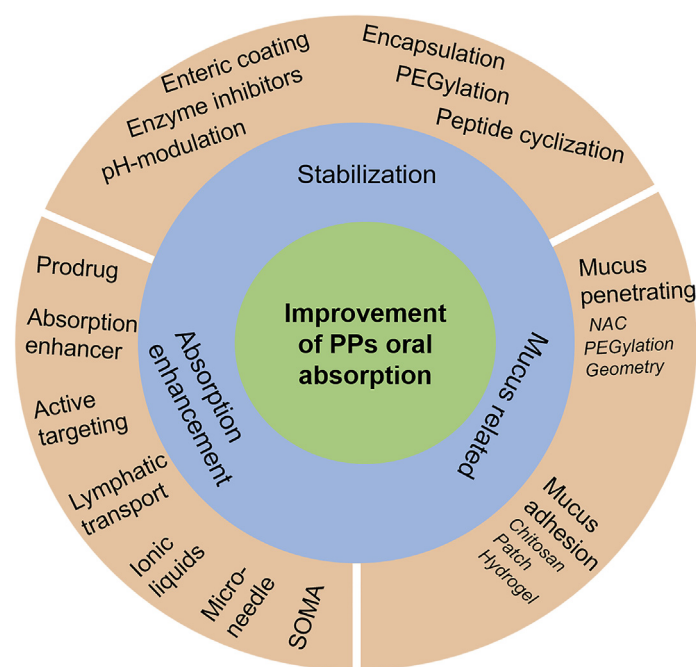 Enteric coating
Enzyme inhibitors
pH-modulation
Encapsulation
PEGylation
Peptide cyclization
Stabilization
Improvement
of PPs oral
absorption
Mucus related
Mucus
penetrating
NAC
PEGylation
Geometry
Mucus
adhesion
Chitosan
Patch
Hydrogel
Absorption
enhancement
Prodrug
Absorption
enhancer
Active
targeting
Lymphatic
transport
Ionic
liquids
Micro-
needle
SOMA